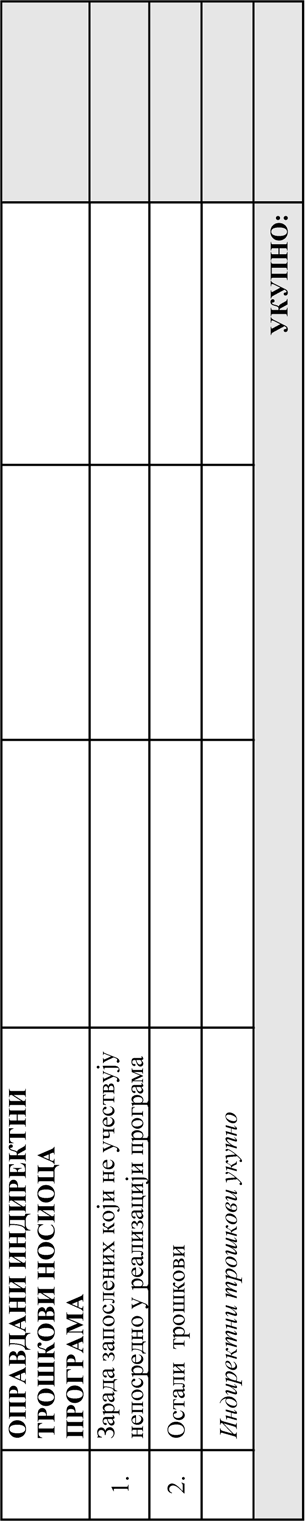 ОПРАВДАНИ ИНДИРЕКТНИ
ТРОШКОВИ НОСИОЦА
ПРОГРАМА
1.
Зарада запослених који не учествују
непосредно у реализацији програма
2.
Остали трошкови
Индиректни трошкови укупно
УКУПНО: